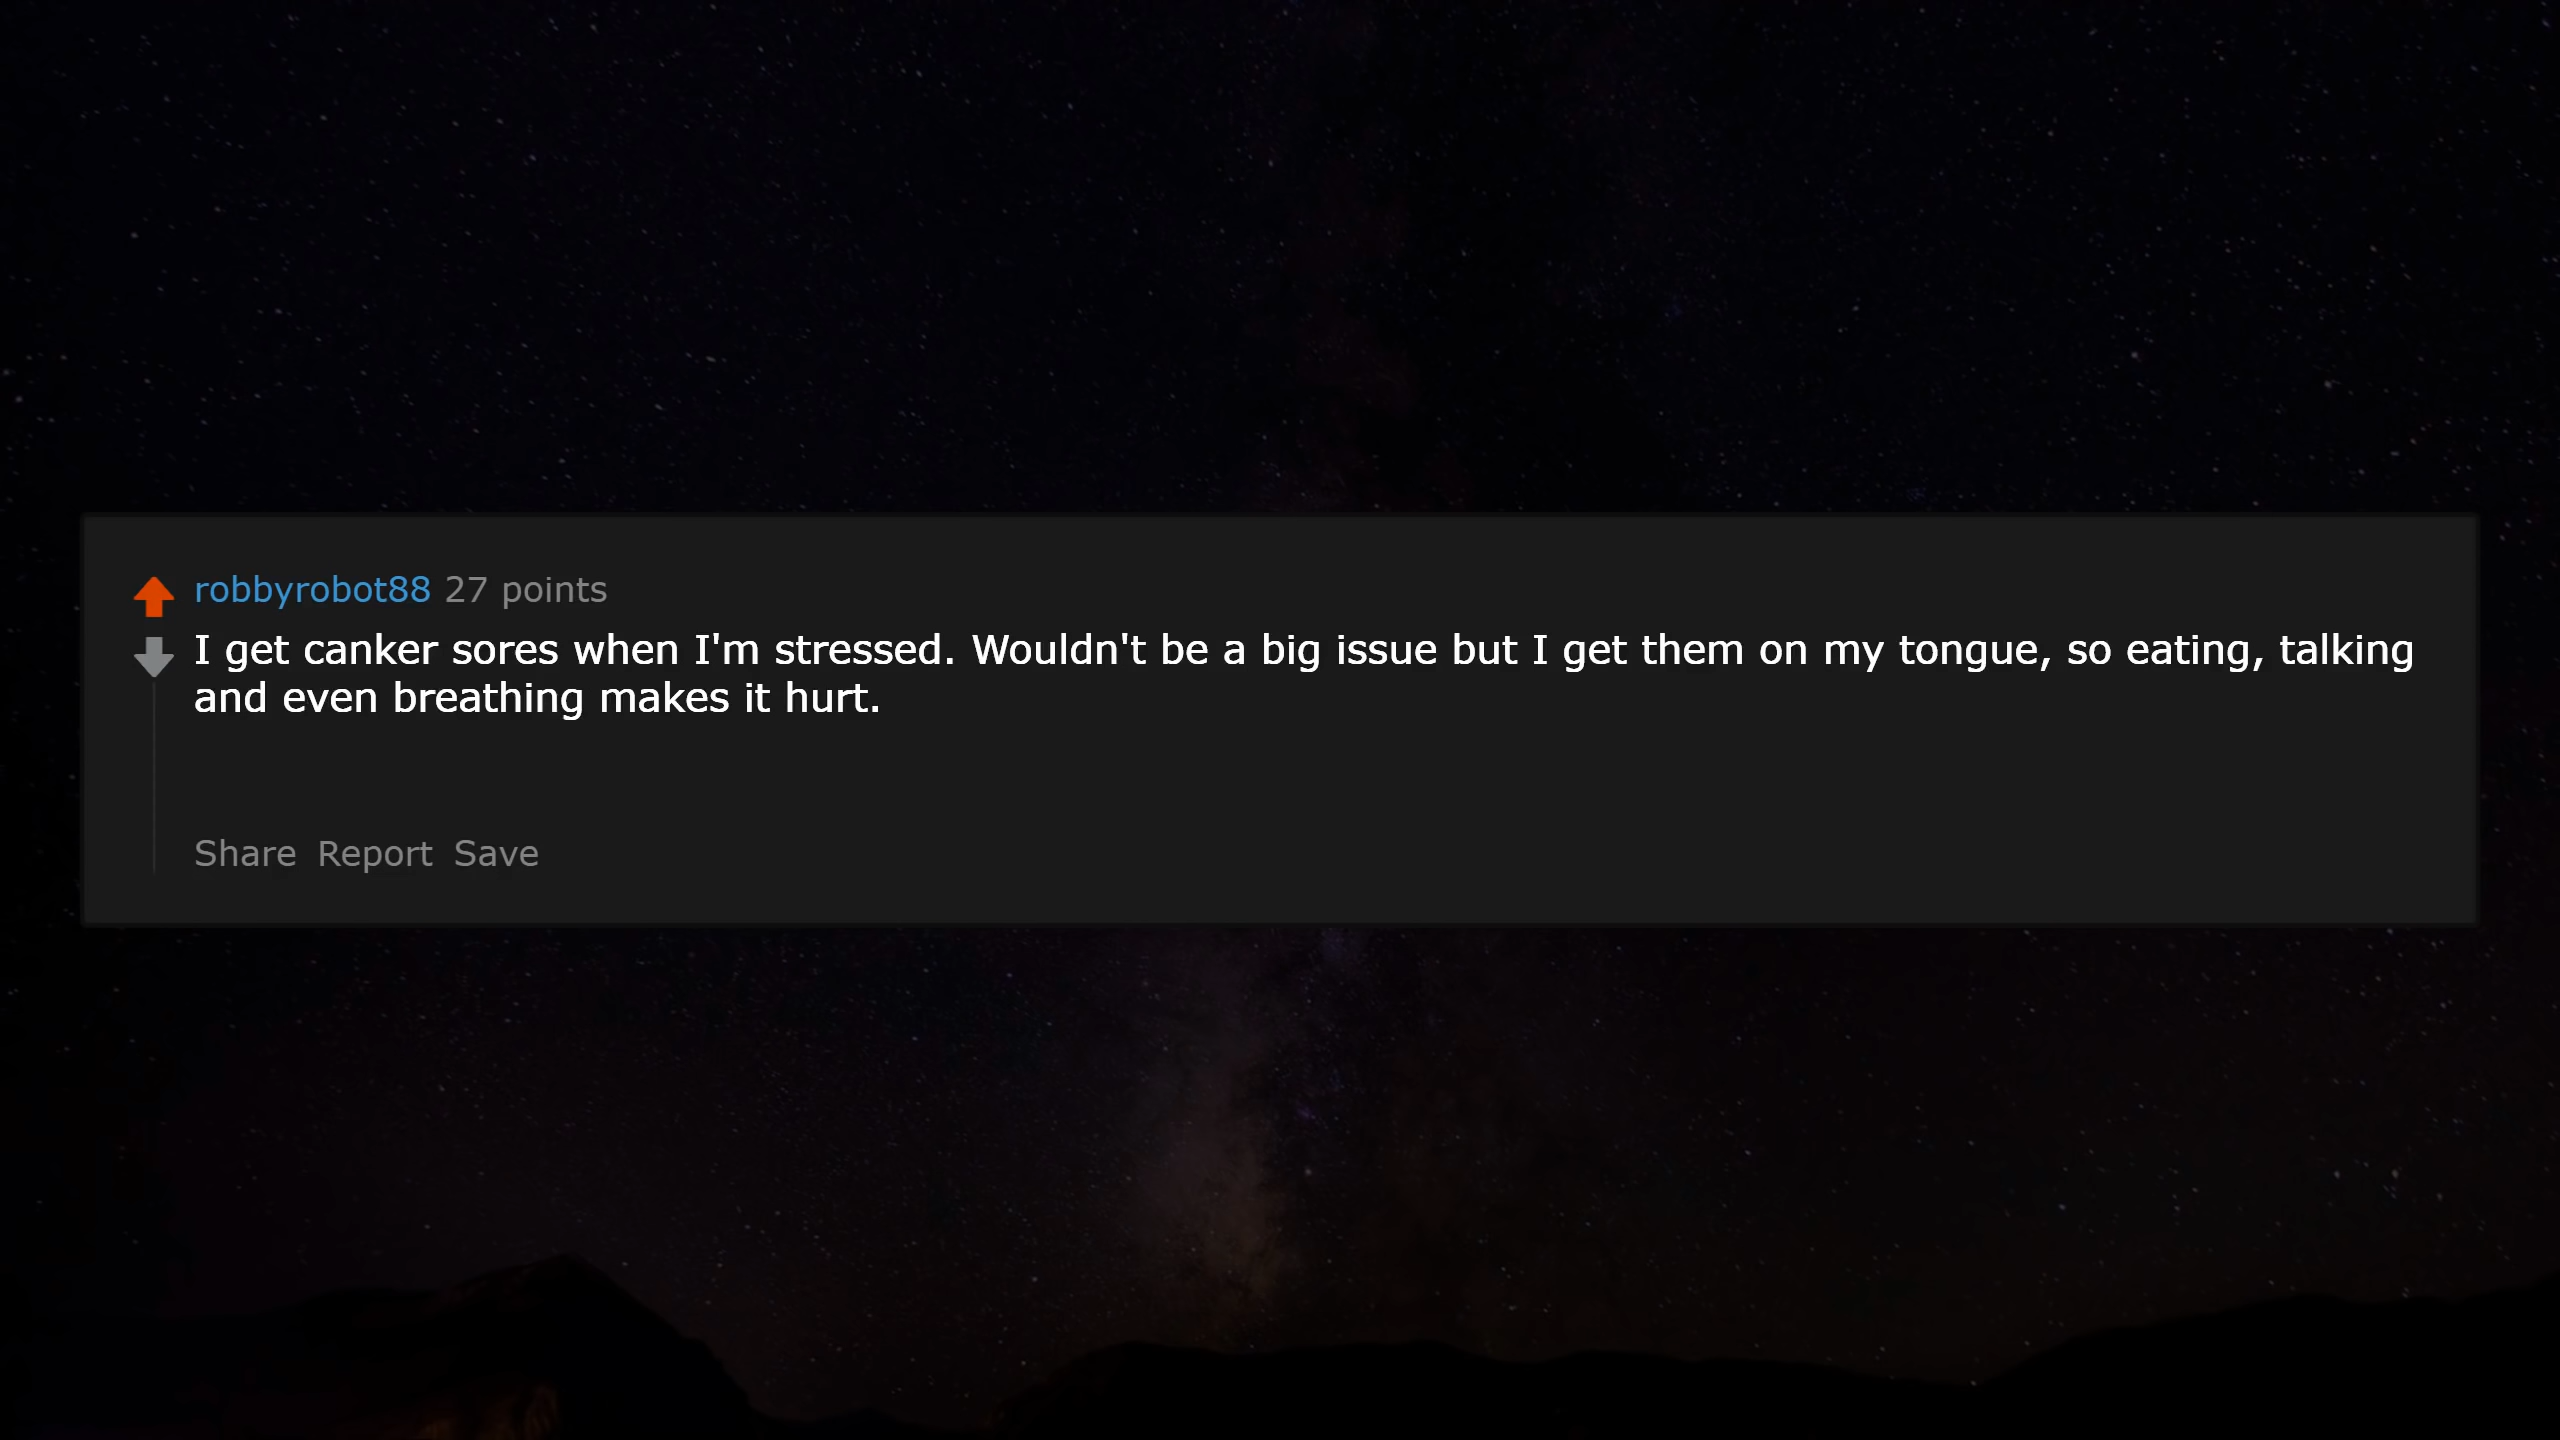 robbyrobot88 27 points
I get canker sores when I'm stressed. Wouldn't be a big issue but I get them on my tongue, so eating, talking
and even breathing makes it hurt.
Share Report Save